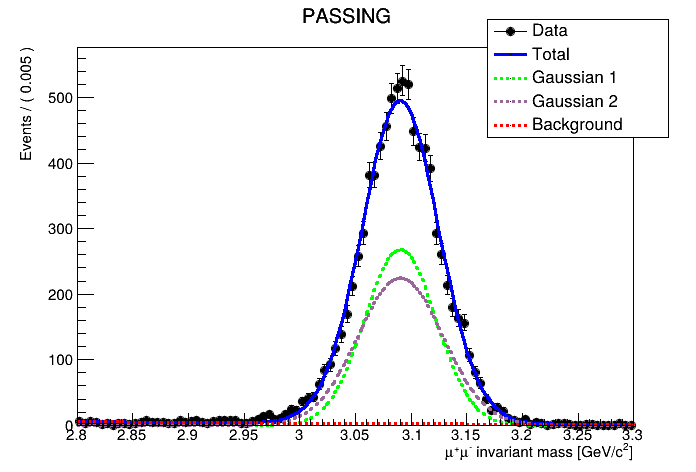 PASSING
Data
Total
Gaussian 1
Gaussian 2
Background
Events / ( 0.005 )
500
400
300
200
100
0
2.8 2.85 2.9 2.95 3 3.05 3.1 3.15 3.2 3.25 3.3
μ⁺μ⁻ invariant mass [GeV/c²]